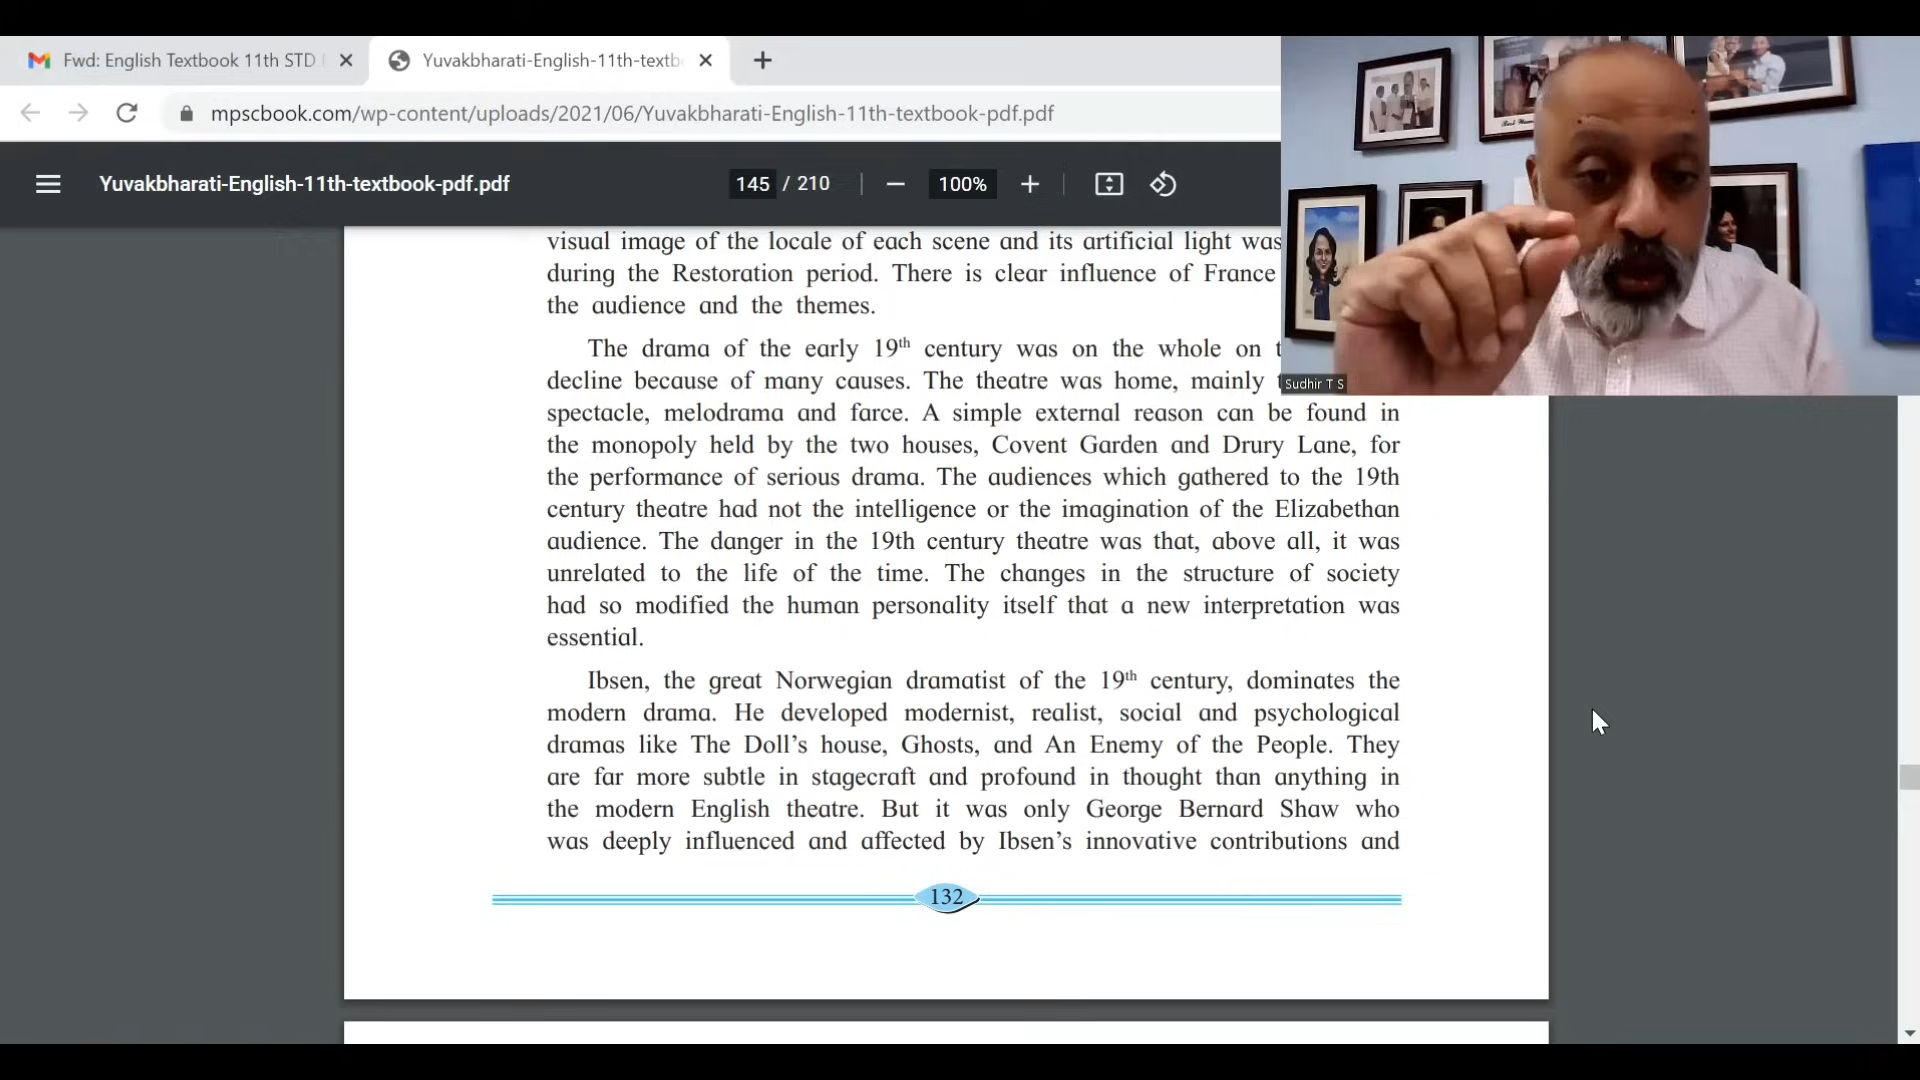 Fwd: English Textbook 11th STD
Yuvakbharati-English-11th-textb
mpscbook.com/wp-content/uploads/2021/06/Yuvakbharati-English-11th-textbook-pdf.pdf
Yuvakbharati-English-11th-textbook-pdf.pdf
145 / 210
100%
visual image of the locale of each scene and its artificial light was
during the Restoration period. There is clear influence of France
the audience and the themes.
The drama of the early 19th century was on the whole on t
decline because of many causes. The theatre was home, mainly t
spectacle, melodrama and farce. A simple external reason can be found in
the monopoly held by the two houses, Covent Garden and Drury Lane, for
the performance of serious drama. The audiences which gathered to the 19th
century theatre had not the intelligence or the imagination of the Elizabethan
audience. The danger in the 19th century theatre was that, above all, it was
unrelated to the life of the time. The changes in the structure of society
had so modified the human personality itself that a new interpretation was
essential.
Ibsen, the great Norwegian dramatist of the 19th century, dominates the
modern drama. He developed modernist, realist, social and psychological
dramas like The Doll's house, Ghosts, and An Enemy of the People. They
are far more subtle in stagecraft and profound in thought than anything in
the modern English theatre. But it was only George Bernard Shaw who
was deeply influenced and affected by Ibsen's innovative contributions and
132
Sudhir T S